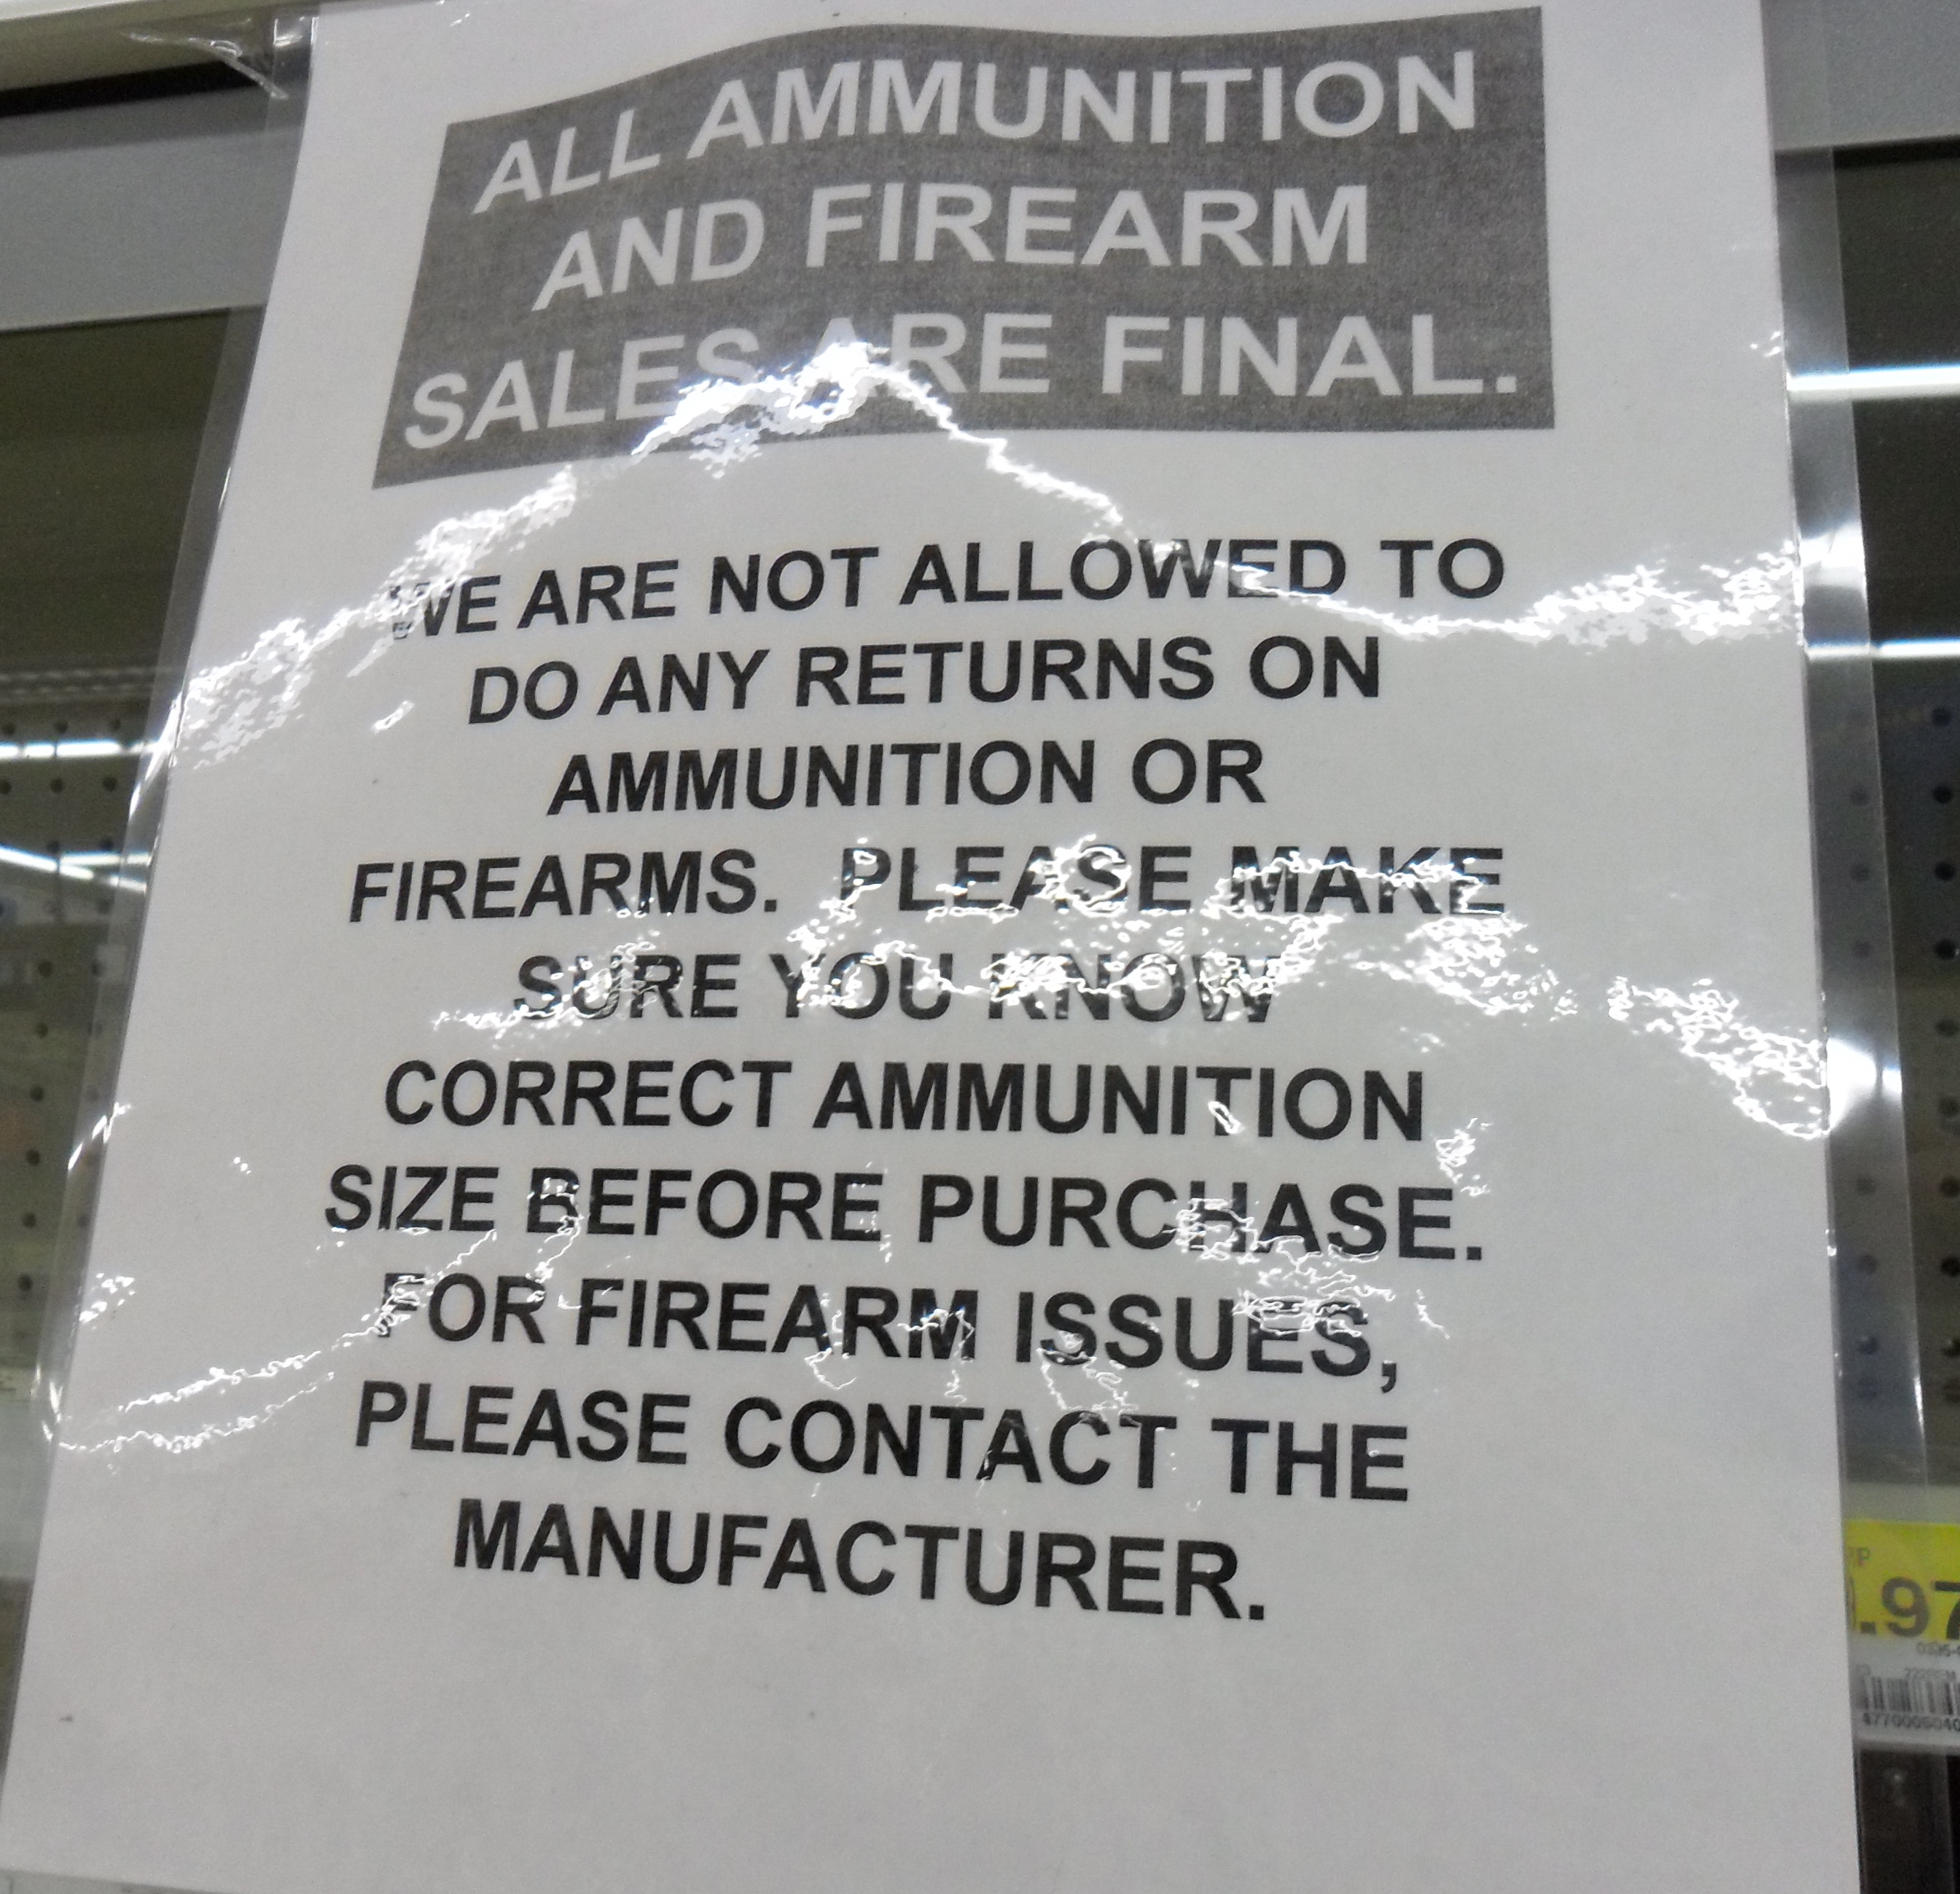 ALL AMMUNITION
AND FIREARM
SALES ARE FINAL.
WE ARE NOT ALLOWED TO
DO ANY RETURNS ON
AMMUNITION OR
FIREARMS. PLEASE MAKE
SURE YOU KNOW
CORRECT AMMUNITION
SIZE BEFORE PURCHASE.
FOR FIREARM ISSUES,
PLEASE CONTACT THE
MANUFACTURER.
.97